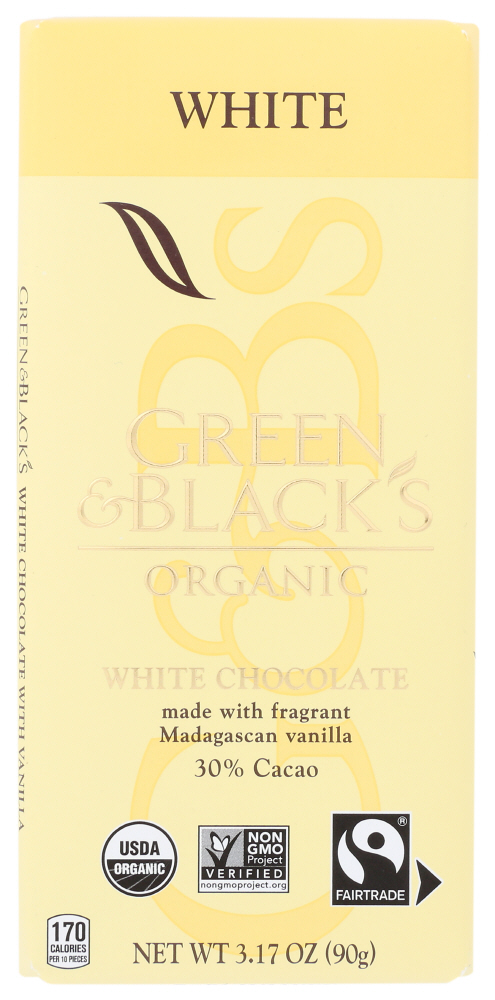 WHITE
GREEN
&BLACK'S
ORGANIC
WHITE CHOCOLATE
made with fragrant
Madagascan vanilla
30% Cacao
USDA
ORGANIC
NON
GMO
Project
VERIFIED
nongmoproject.org
®
FAIRTRADE
170
CALORIES
PER 10 PIECES
NET WT 3.17 OZ (90g)
GREEN&BLACK'S WHITE CHOCOLATE WITH VANILLA
G&Bs